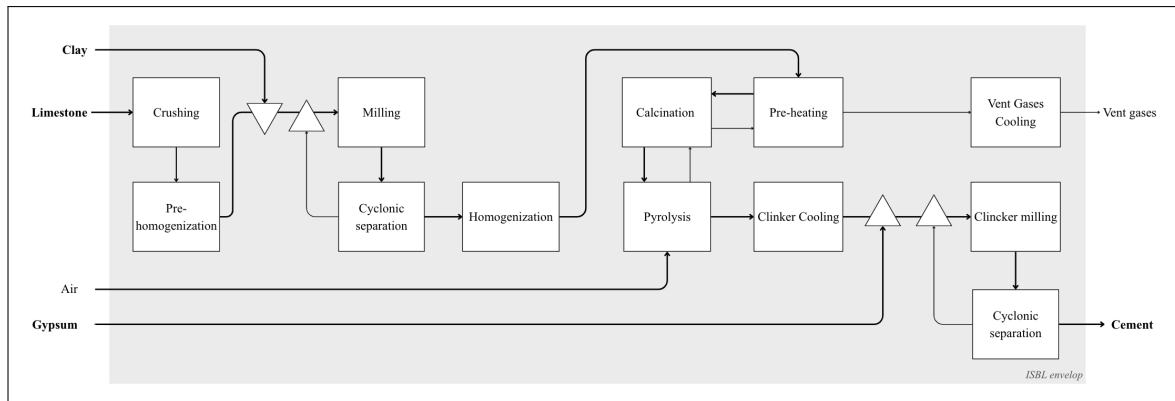 Clay
Limestone
Crushing
Milling
Calcination
Pre-heating
Vent Gases
Cooling
Vent gases
Pre-
homogenization
Cyclonic
separation
Homogenization
Pyrolysis
Clinker Cooling
Clincker milling
Air
Gypsum
Cyclonic
separation
Cement
ISBL envelop